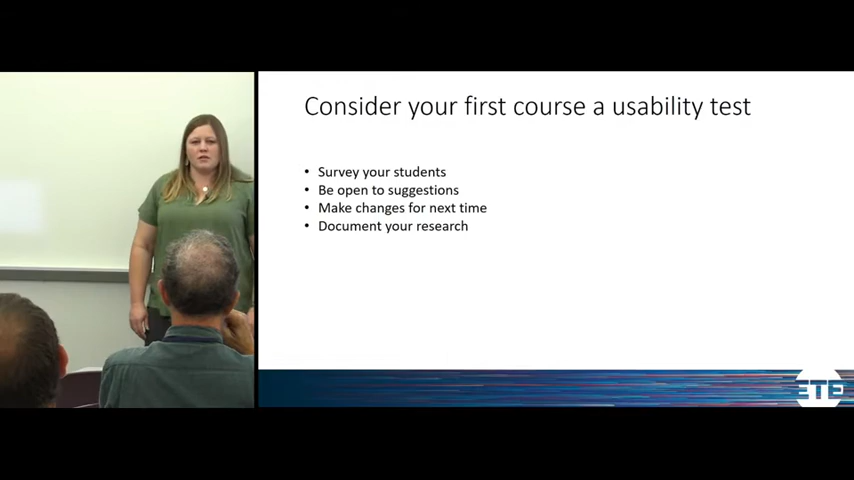 Consider your first course a usability test
• Survey your students
• Be open to suggestions
• Make changes for next time
• Document your research
ETE